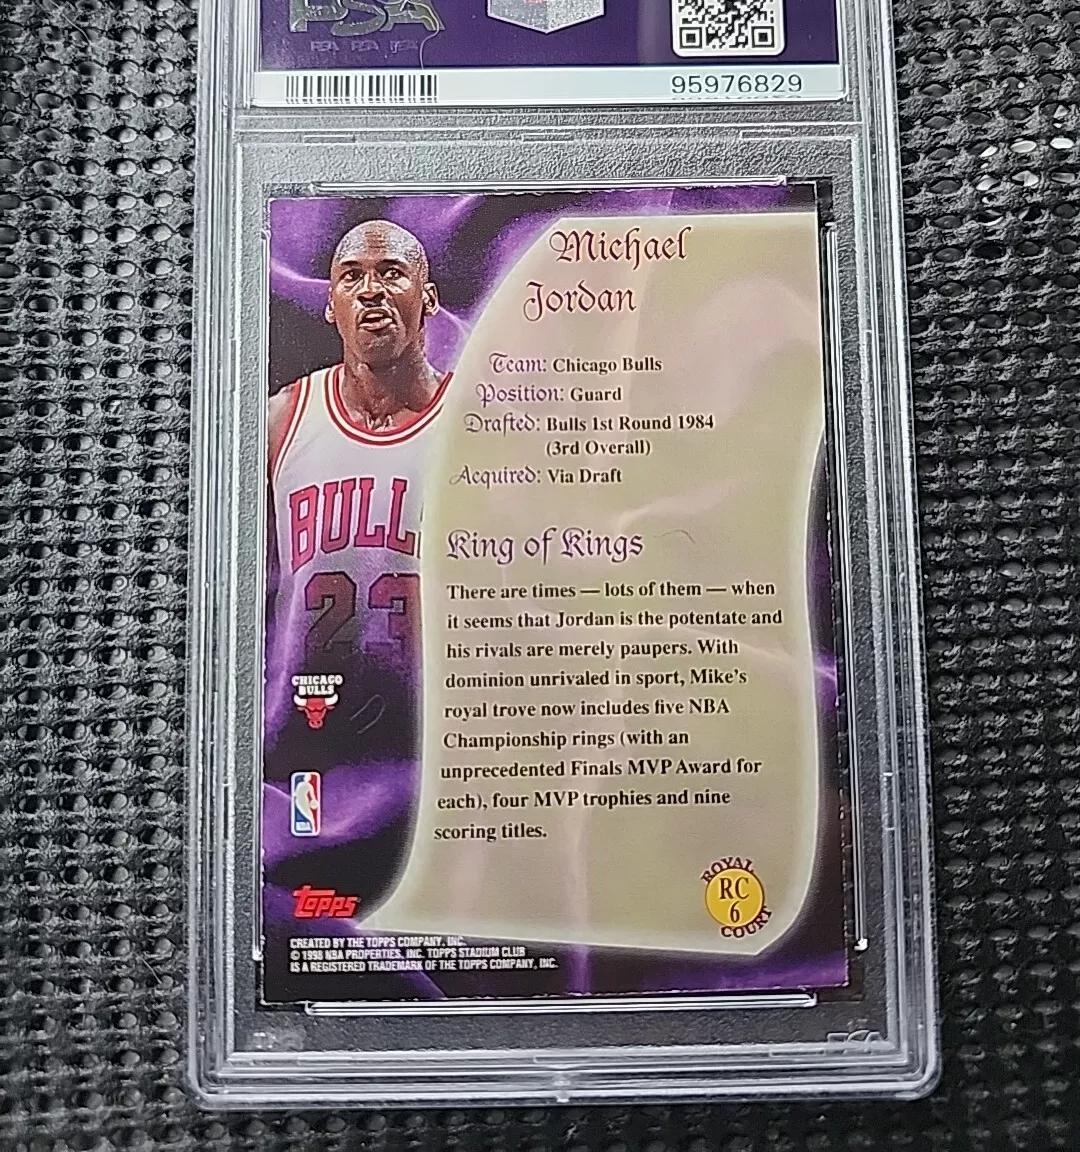 PSA
PSA PSA PSA
95976829
Michael
Jordan
Team: Chicago Bulls
Position: Guard
Drafted: Bulls 1st Round 1984
(3rd Overall)
Acquired: Via Draft
King of Kings
There are times — lots of them — when
it seems that Jordan is the potentate and
his rivals are merely paupers. With
dominion unrivaled in sport, Mike's
royal trove now includes five NBA
Championship rings (with an
unprecedented Finals MVP Award for
each), four MVP trophies and nine
scoring titles.
BULL
23
CHICAGO
BULLS
NBA
Topps
ROYAL
RC
6
COURT
CREATED BY THE TOPPS COMPANY, INC.
© 1998 NBA PROPERTIES, INC. TOPPS STADIUM CLUB
IS A REGISTERED TRADEMARK OF THE TOPPS COMPANY, INC.